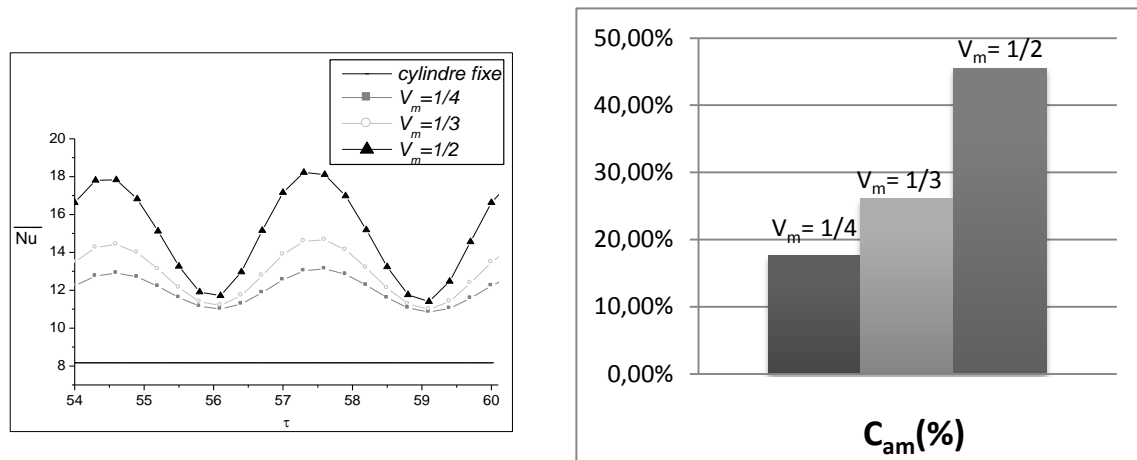 cylindre fixe
V_m=1/4
V_m=1/3
V_m=1/2
20
18
16
14
12
10
8
Nu
54 55 56 57 58 59 60
τ
50,00%
40,00%
30,00%
20,00%
10,00%
0,00%
V_m= 1/2
V_m= 1/3
V_m= 1/4
C_am(%)